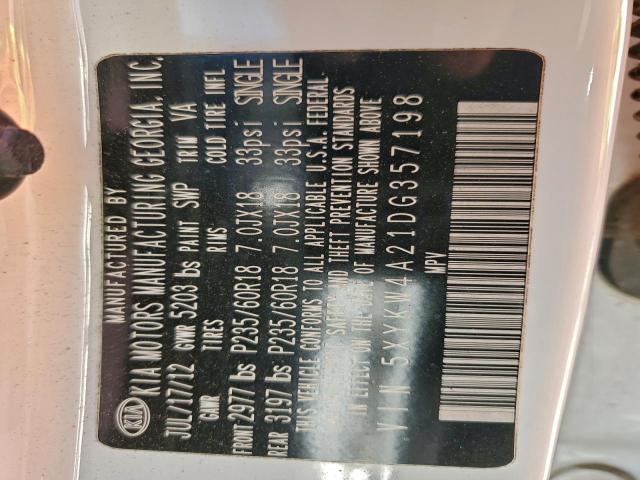 MANUFACTURED BY
KIA KIA MOTORS MANUFACTURING GEORGIA, INC.
JUL/17/12 GWR 5203 lbs PAINT SWP TRIM VA
GAWR TIRES RIMS COLD TIRE INFL
FRONT 2977 lbs P235/60R18 7.0JX18 33psi SINGLE
REAR 3197 lbs P235/60R18 7.0JX18 33psi SINGLE
THIS VEHICLE CONFORMS TO ALL APPLICABLE U.S.A. FEDERAL
SAFETY AND THEFT PREVENTION STANDARDS
IN EFFECT ON THE DATE OF MANUFACTURE SHOWN ABOVE
VIN 5XYKW4A21DG357198
MPV